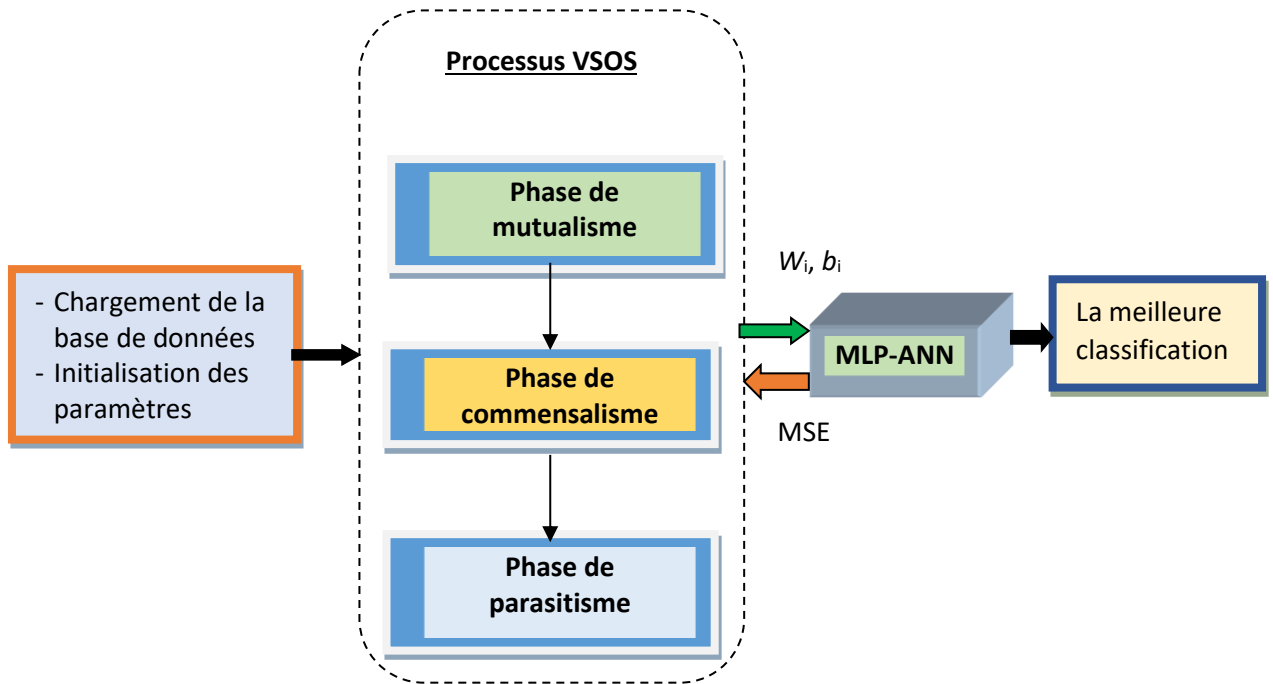 Processus VSOS
Phase de
mutualisme
- Chargement de la
base de données
- Initialisation des
paramètres
Phase de
commensalisme
Phase de
parasitisme
Wi, bi
MLP-ANN
MSE
La meilleure
classification